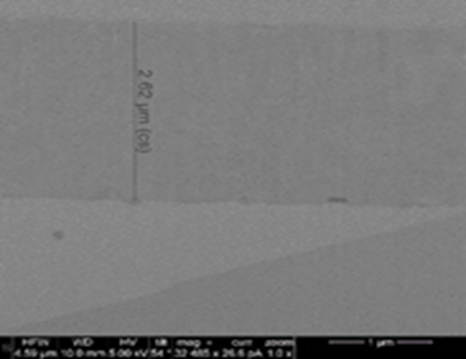 2.62 µm (cs)
HFW WD HV tilt mag curr zoom 1 µm
4.59 µm 10.0 mm 5.00 kV 54 ° 32 485 x 26.6 pA 1.0 x